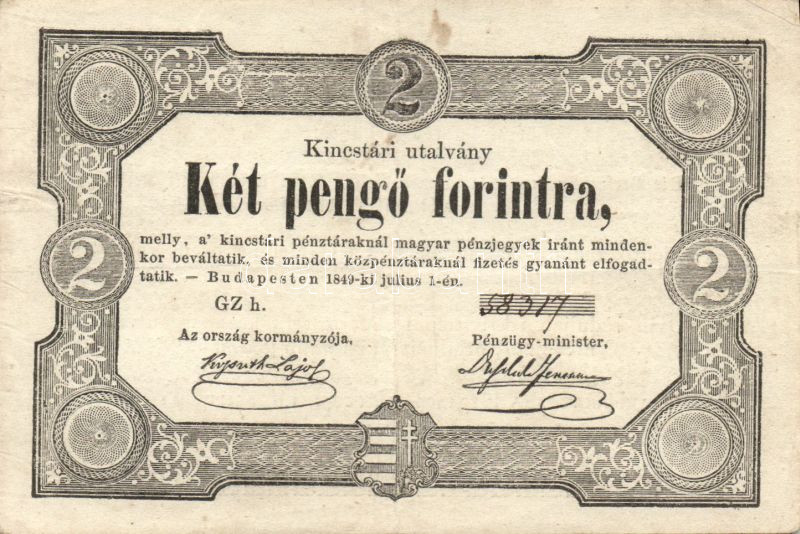 2
Kincstári utalvány
Két pengő forintra,
melly, a' kincstári pénztáraknál magyar pénzjegyek iránt minden-
kor beváltatik, és minden közpénztáraknál fizetés gyanánt elfogad-
tatik. — Budapesten 1849-ki julius 1-én.
2 2
GZ h. 58317
Az ország kormányzója, Pénzügy-minister,
Kossuth Lajos